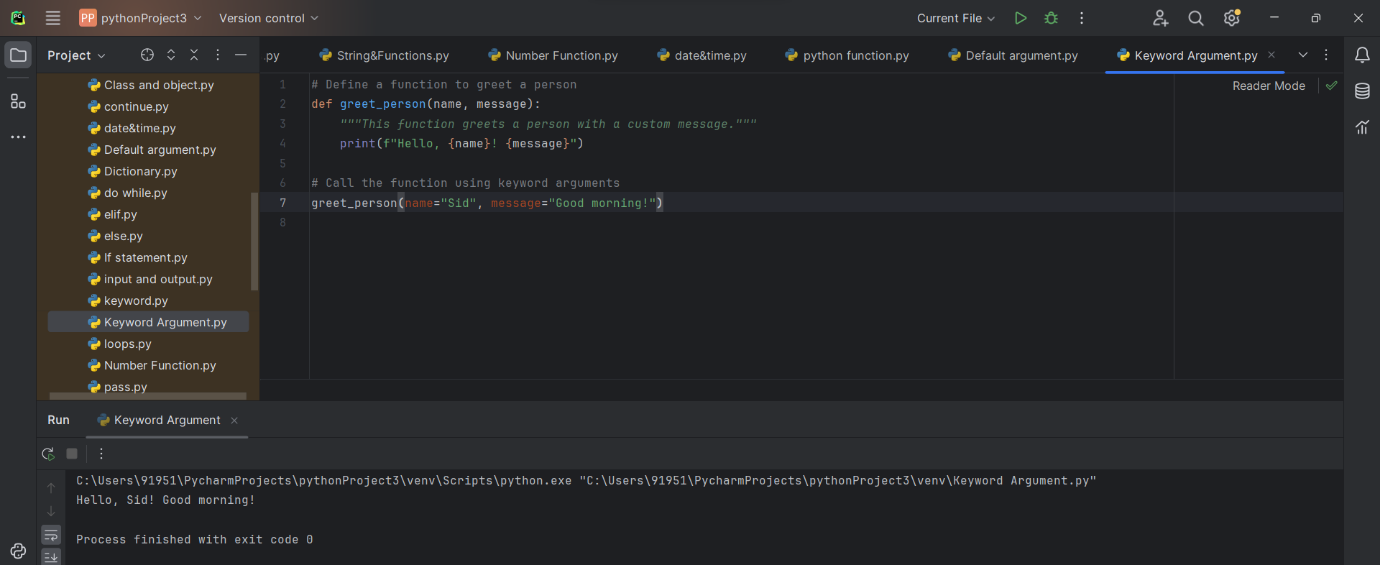 PC
PP pythonProject3 Version control Current File
Project
.py String&Functions.py Number Function.py date&time.py python function.py Default argument.py Keyword Argument.py
Class and object.py
continue.py
date&time.py
Default argument.py
Dictionary.py
do while.py
elif.py
else.py
If statement.py
input and output.py
keyword.py
Keyword Argument.py
loops.py
Number Function.py
pass.py
Reader Mode
1 # Define a function to greet a person
2 def greet_person(name, message):
3 """This function greets a person with a custom message."""
4 print(f"Hello, {name}! {message}")
5
6 # Call the function using keyword arguments
7 greet_person(name="Sid", message="Good morning!")
8
Run Keyword Argument
C:\Users\91951\PycharmProjects\pythonProject3\venv\Scripts\python.exe "C:\Users\91951\PycharmProjects\pythonProject3\venv\Keyword Argument.py"
Hello, Sid! Good morning!
Process finished with exit code 0